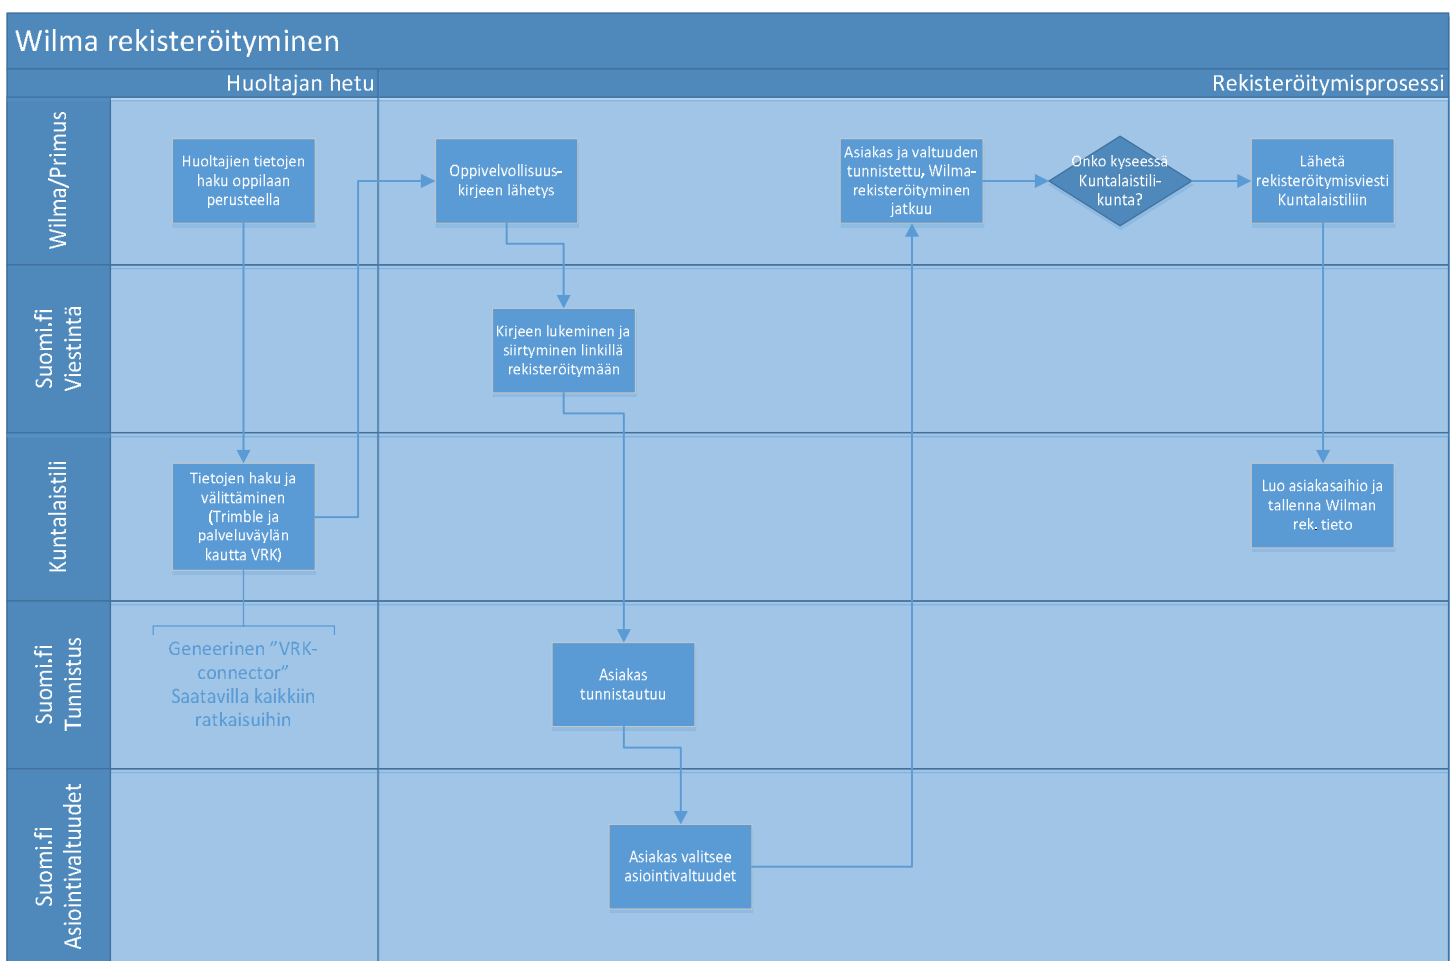 Wilma rekisteröityminen
Huoltajan hetu
Rekisteröitymisprosessi
Wilma/Primus
Huoltajien tietojen
haku oppilaan
perusteella
Oppivelvollisuus-
kirjeen lähetys
Asiakas ja valtuuden
tunnistettu, Wilma-
rekisteröityminen
jatkuu
Onko kyseessä
Kuntalaistili-
kunta?
Lähetä
rekisteröitymisviesti
Kuntalaistiliin
Suomi.fi
Viestintä
Kirjeen lukeminen ja
siirtyminen linkillä
rekisteröitymään
Kuntalaistili
Tietojen haku ja
välittäminen
(Trimble ja
palveluväylän
kautta VRK)
Luo asiakasaihio ja
tallenna Wilman
rek. tieto
Suomi.fi
Tunnistus
Geneerinen ”VRK-
connector”
Saatavilla kaikkiin
ratkaisuihin
Asiakas
tunnistautuu
Suomi.fi
Asiointivaltuudet
Asiakas valitsee
asiointivaltuudet